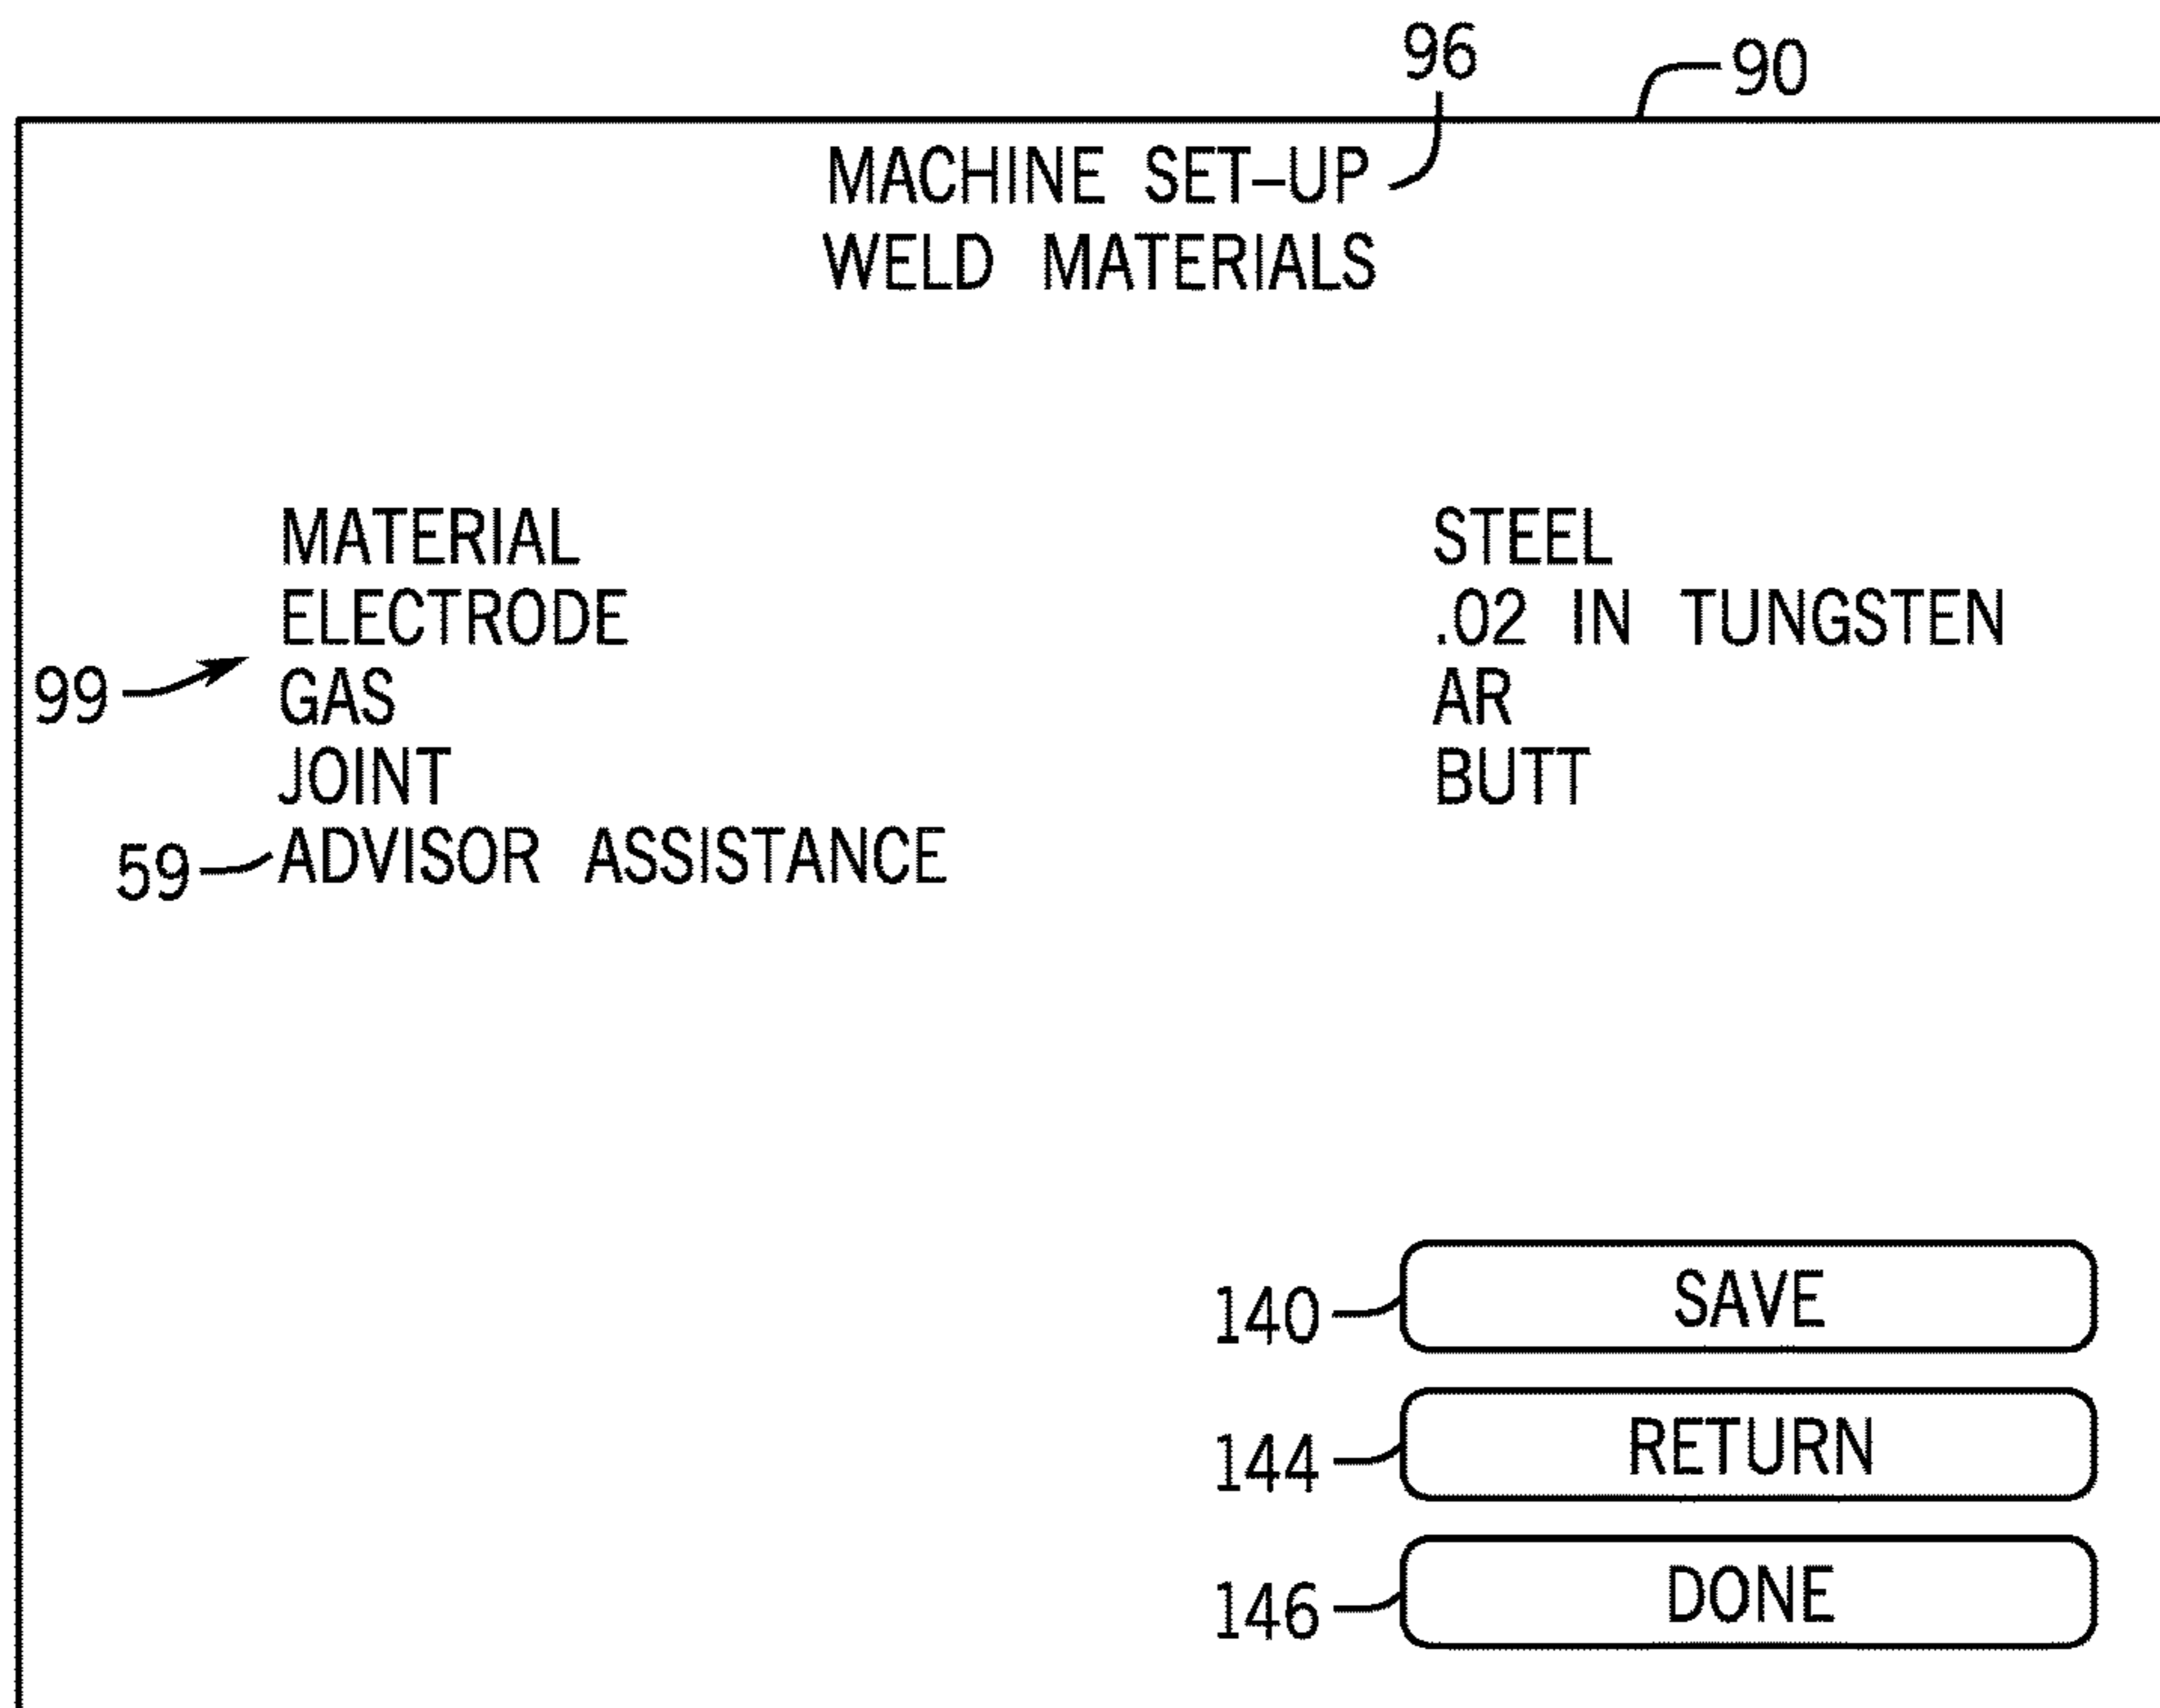 96
90
MACHINE SET-UP
WELD MATERIALS
MATERIAL STEEL
ELECTRODE .02 IN TUNGSTEN
99 GAS AR
JOINT BUTT
59 ADVISOR ASSISTANCE
140 SAVE
144 RETURN
146 DONE